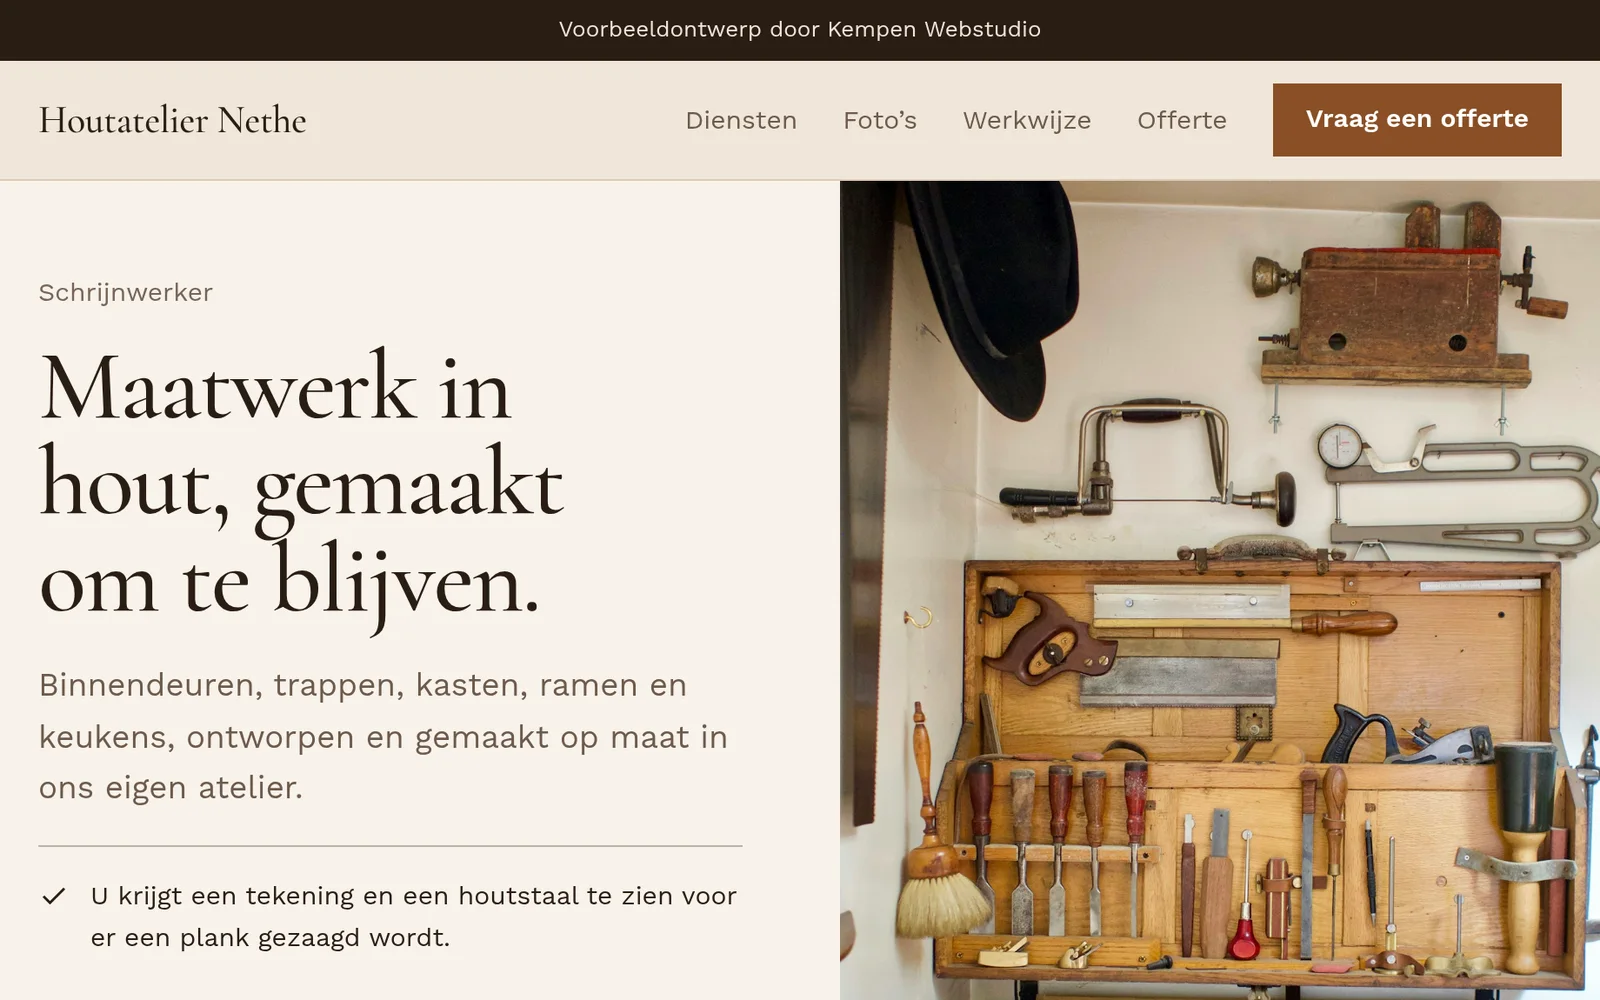 Voorbeeldontwerp door Kempen Webstudio
Houtatelier Nethe
Diensten
Foto’s
Werkwijze
Offerte
Vraag een offerte
Schrijnwerker
Maatwerk in
hout, gemaakt
om te blijven.
Binnendeuren, trappen, kasten, ramen en
keukens, ontworpen en gemaakt op maat in
ons eigen atelier.
U krijgt een tekening en een houtstaal te zien voor
er een plank gezaagd wordt.